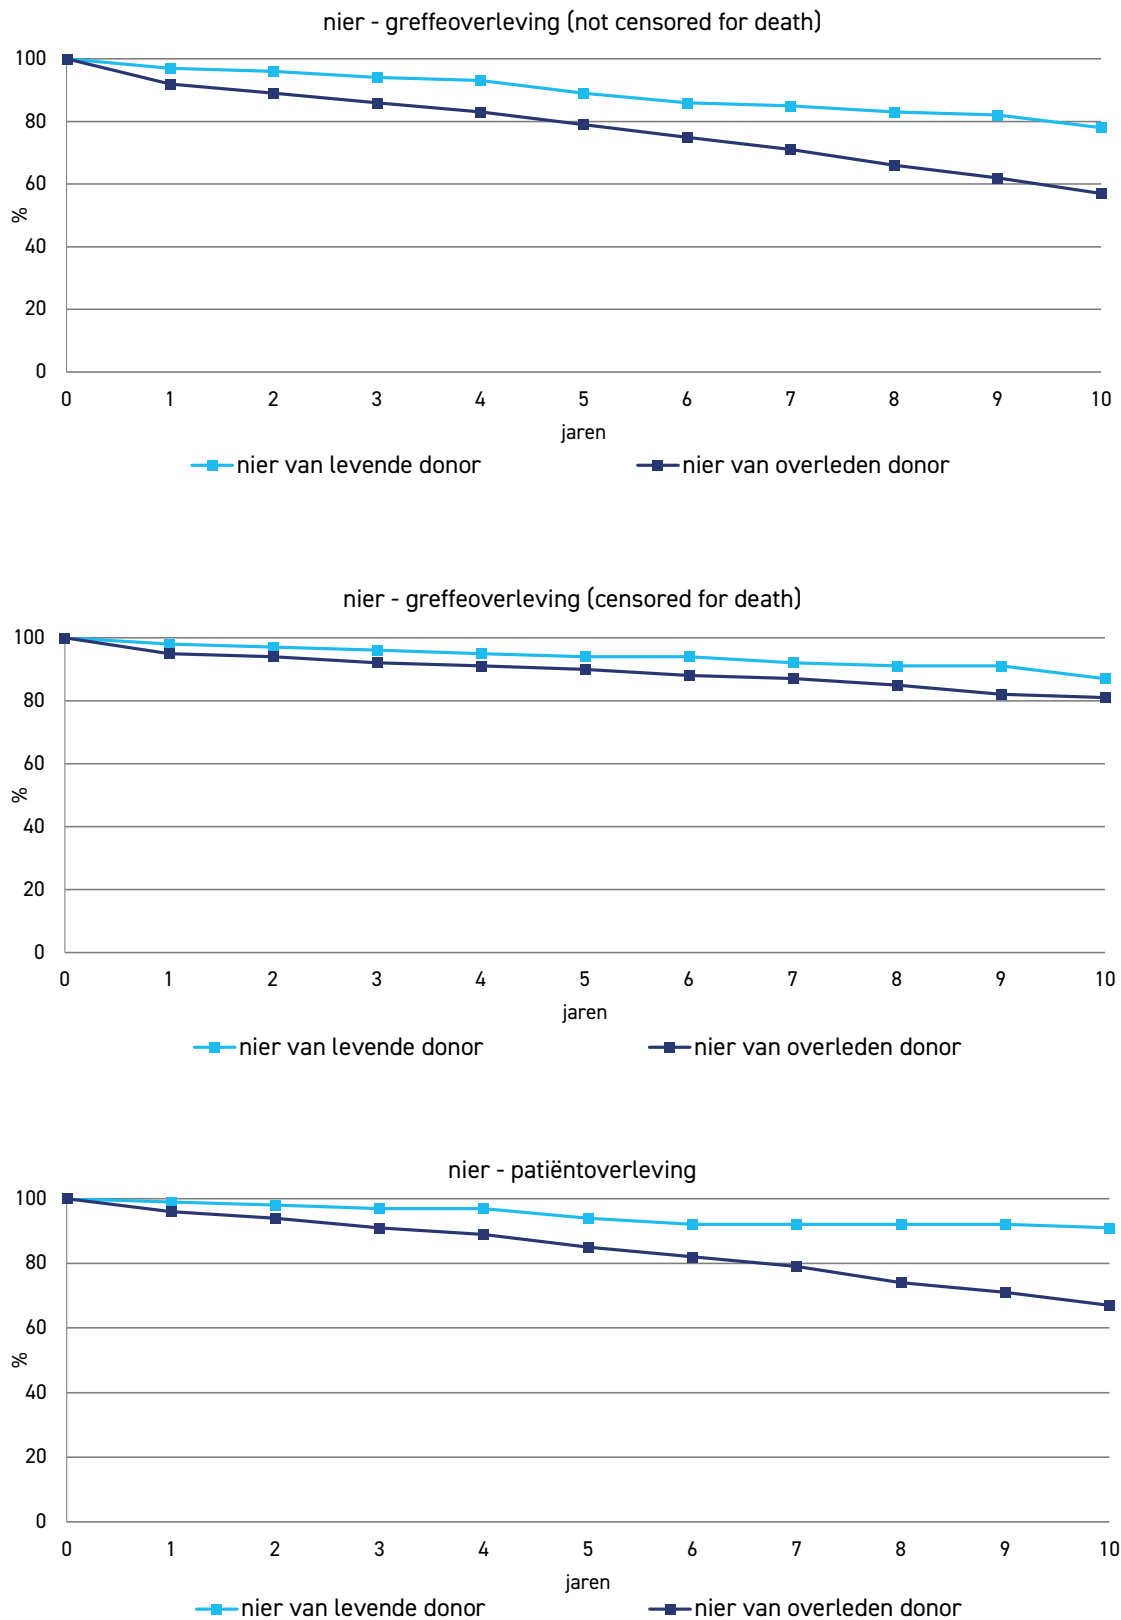 nier - greffeoverleving (not censored for death)
100
80
60
%
40
20
0
0 1 2 3 4 5 6 7 8 9 10
jaren
nier van levende donor nier van overleden donor
nier - greffeoverleving (censored for death)
100
80
60
%
40
20
0
0 1 2 3 4 5 6 7 8 9 10
jaren
nier van levende donor nier van overleden donor
nier - patiëntoverleving
100
80
60
%
40
20
0
0 1 2 3 4 5 6 7 8 9 10
jaren
nier van levende donor nier van overleden donor